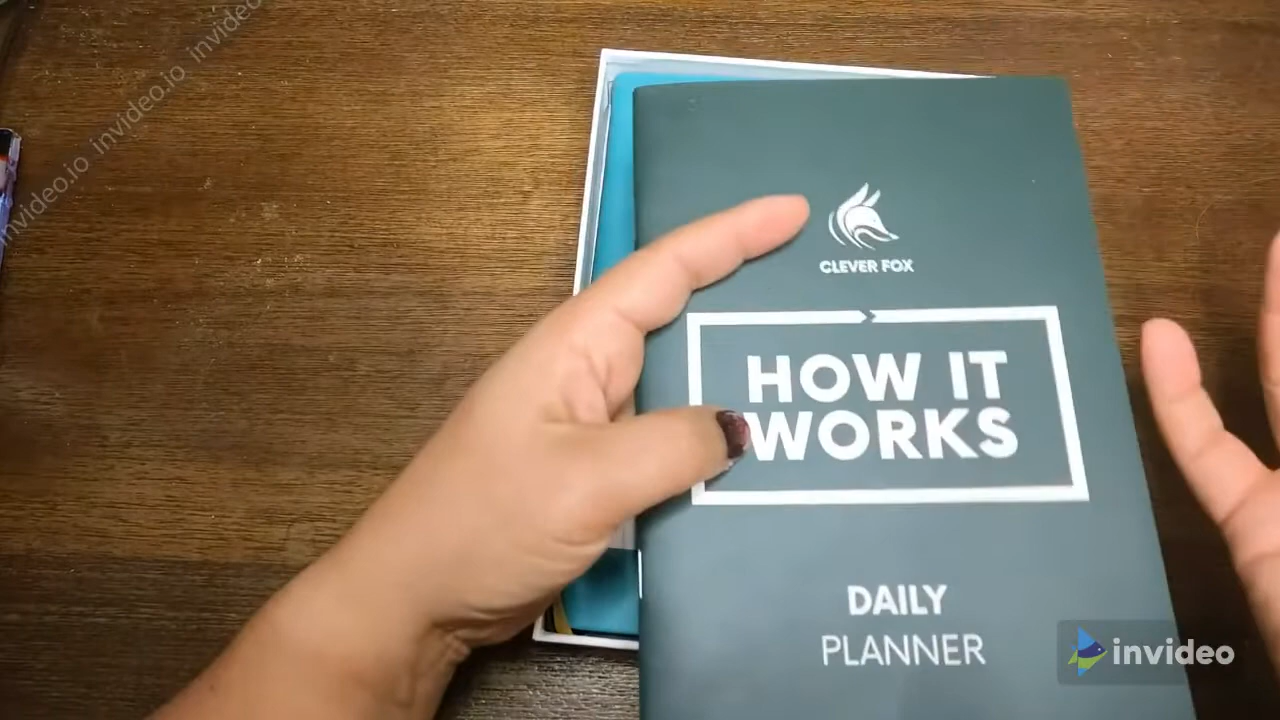 invideo.io invideo.io invideo
CLEVER FOX
HOW IT
WORKS
DAILY
PLANNER
invideo